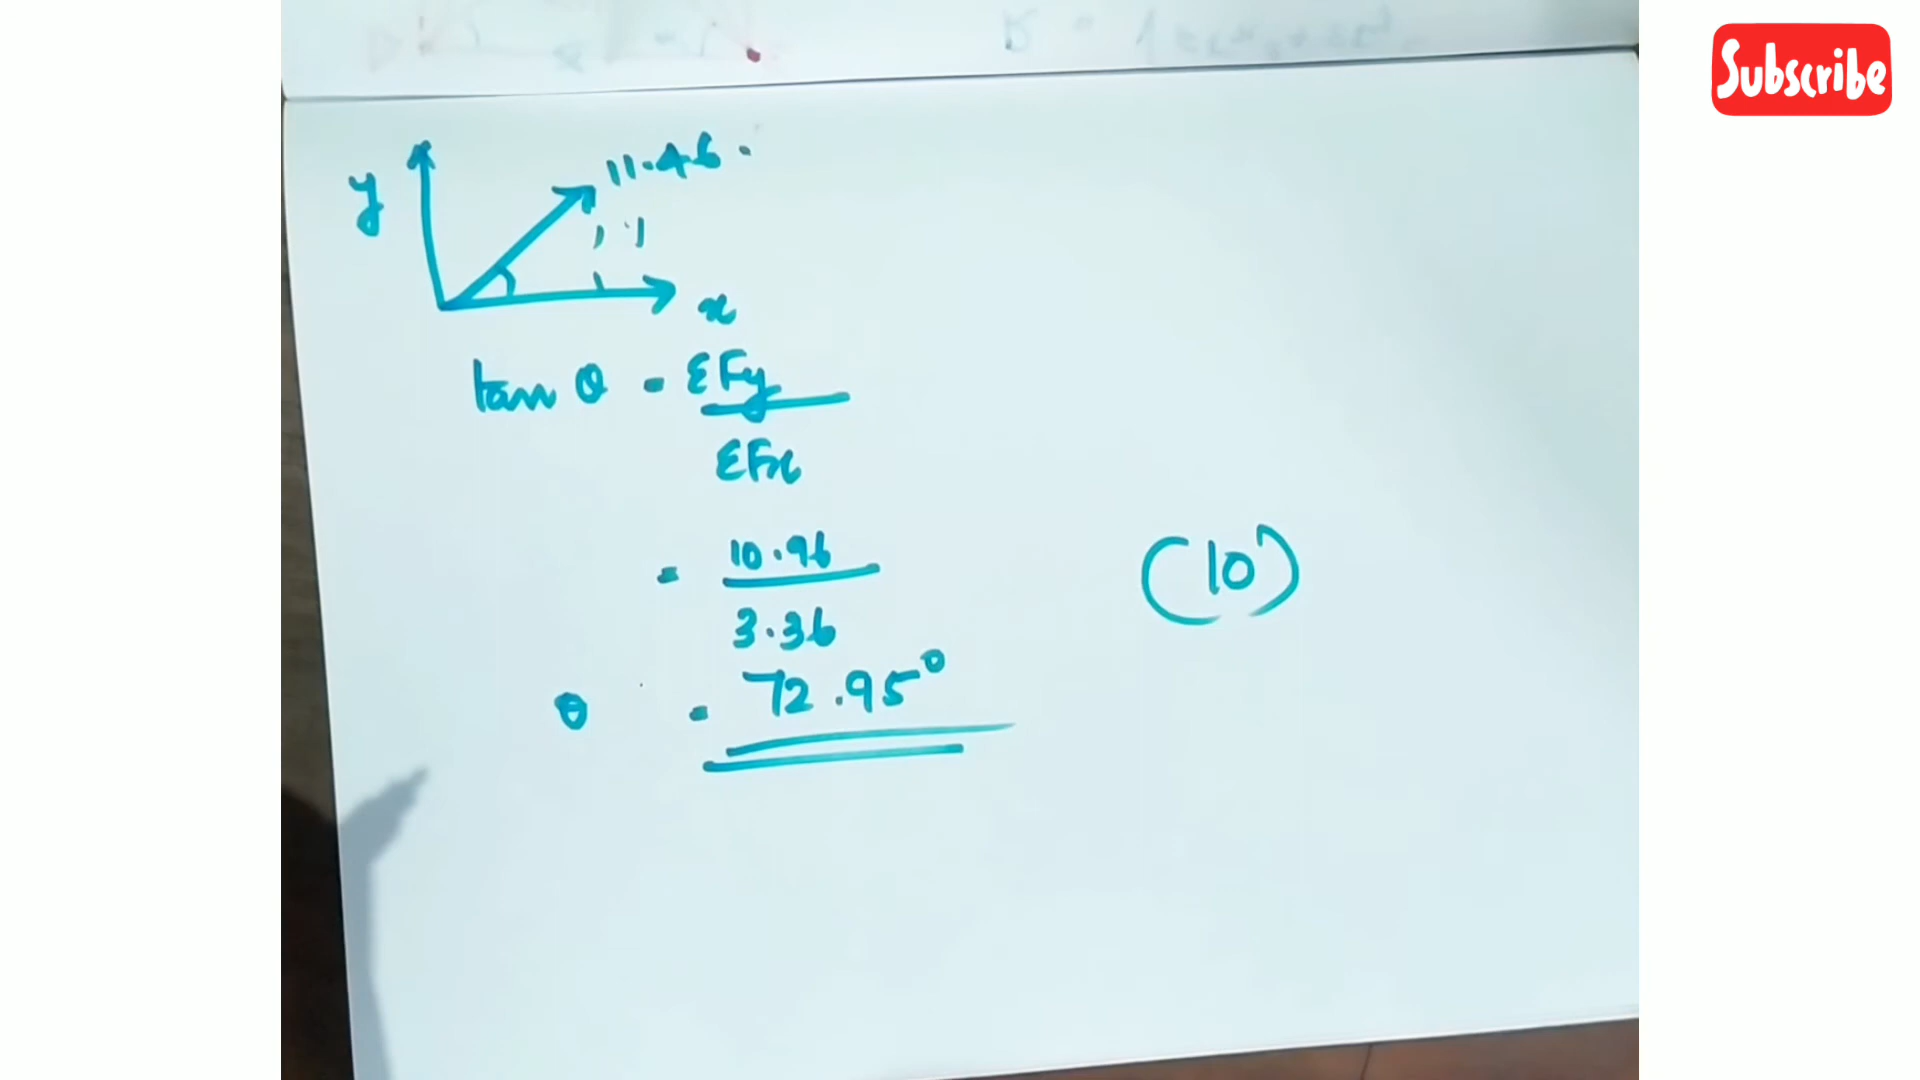 Subscribe
11.46.
y
x
tan θ = ΣFy
ΣFx
= 10.96
3.36
(10)
θ = 72.95°